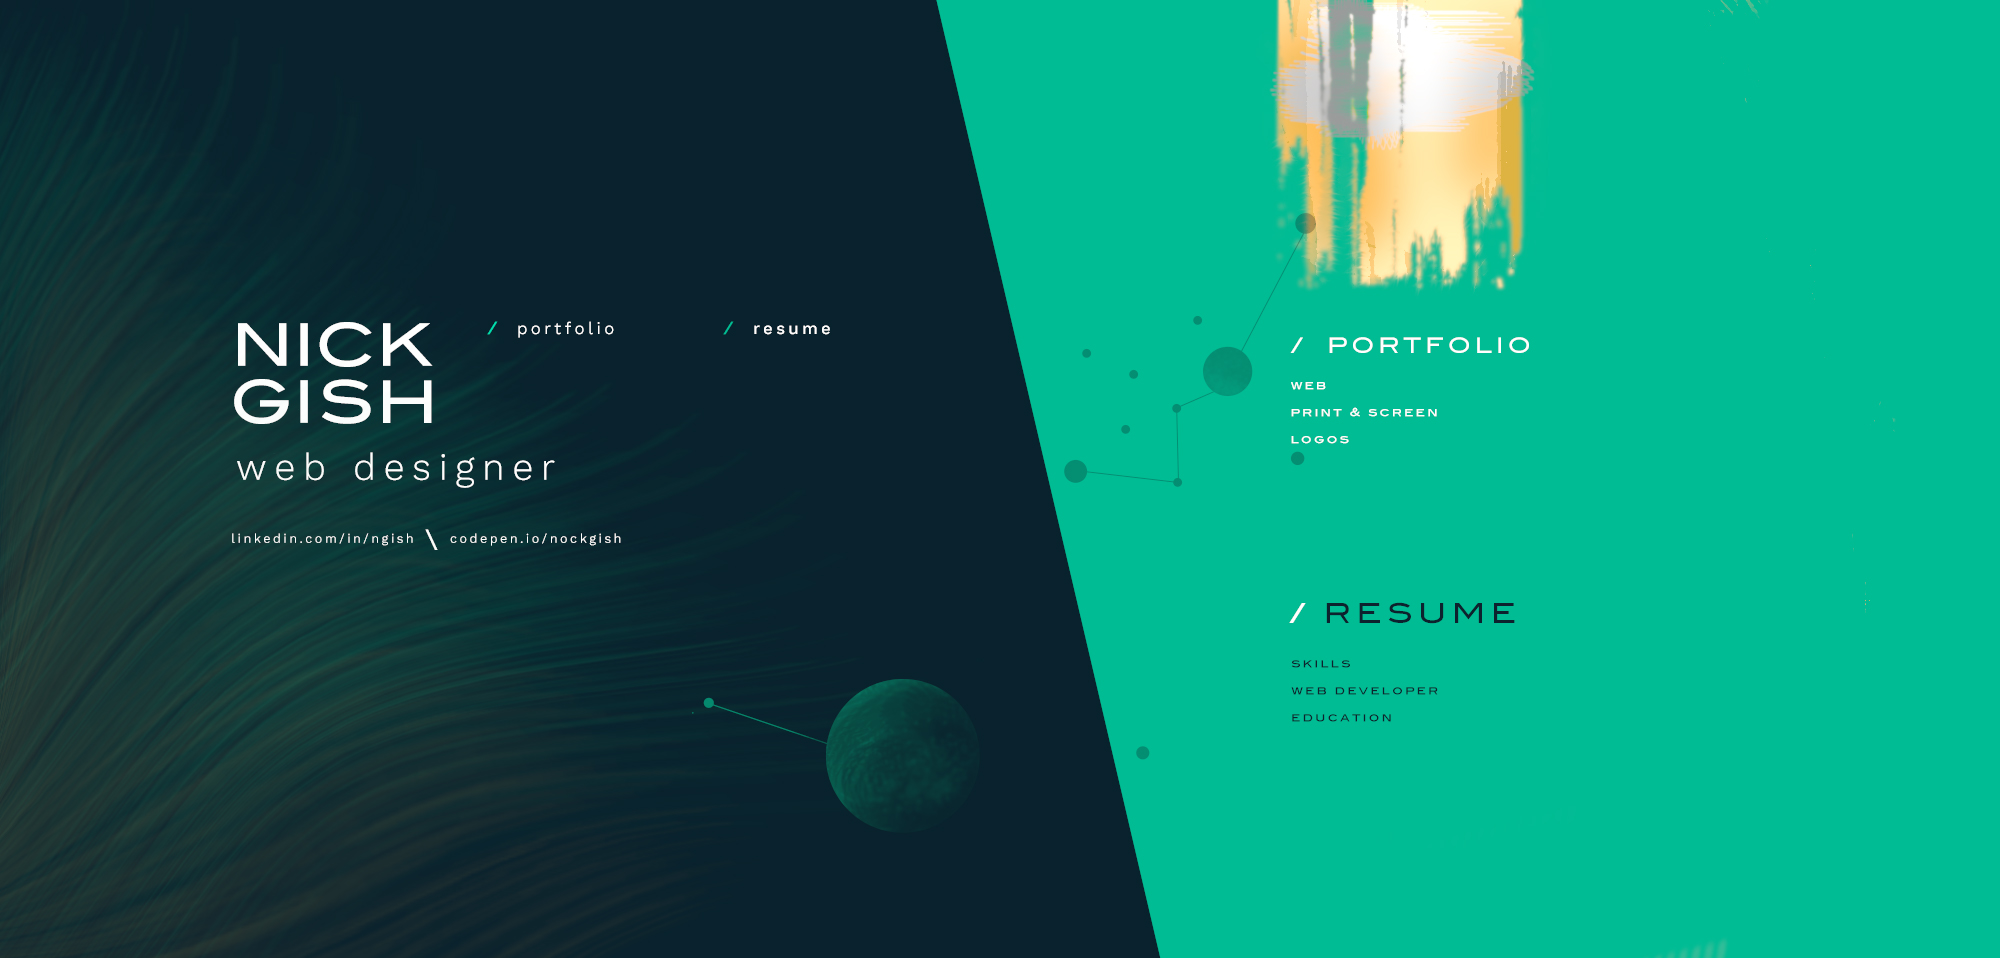 NICK
GISH
/ portfolio
/ resume
web designer
linkedin.com/in/ngish \ codepen.io/nockgish
/ PORTFOLIO
WEB
PRINT & SCREEN
LOGOS
/ RESUME
SKILLS
WEB DEVELOPER
EDUCATION